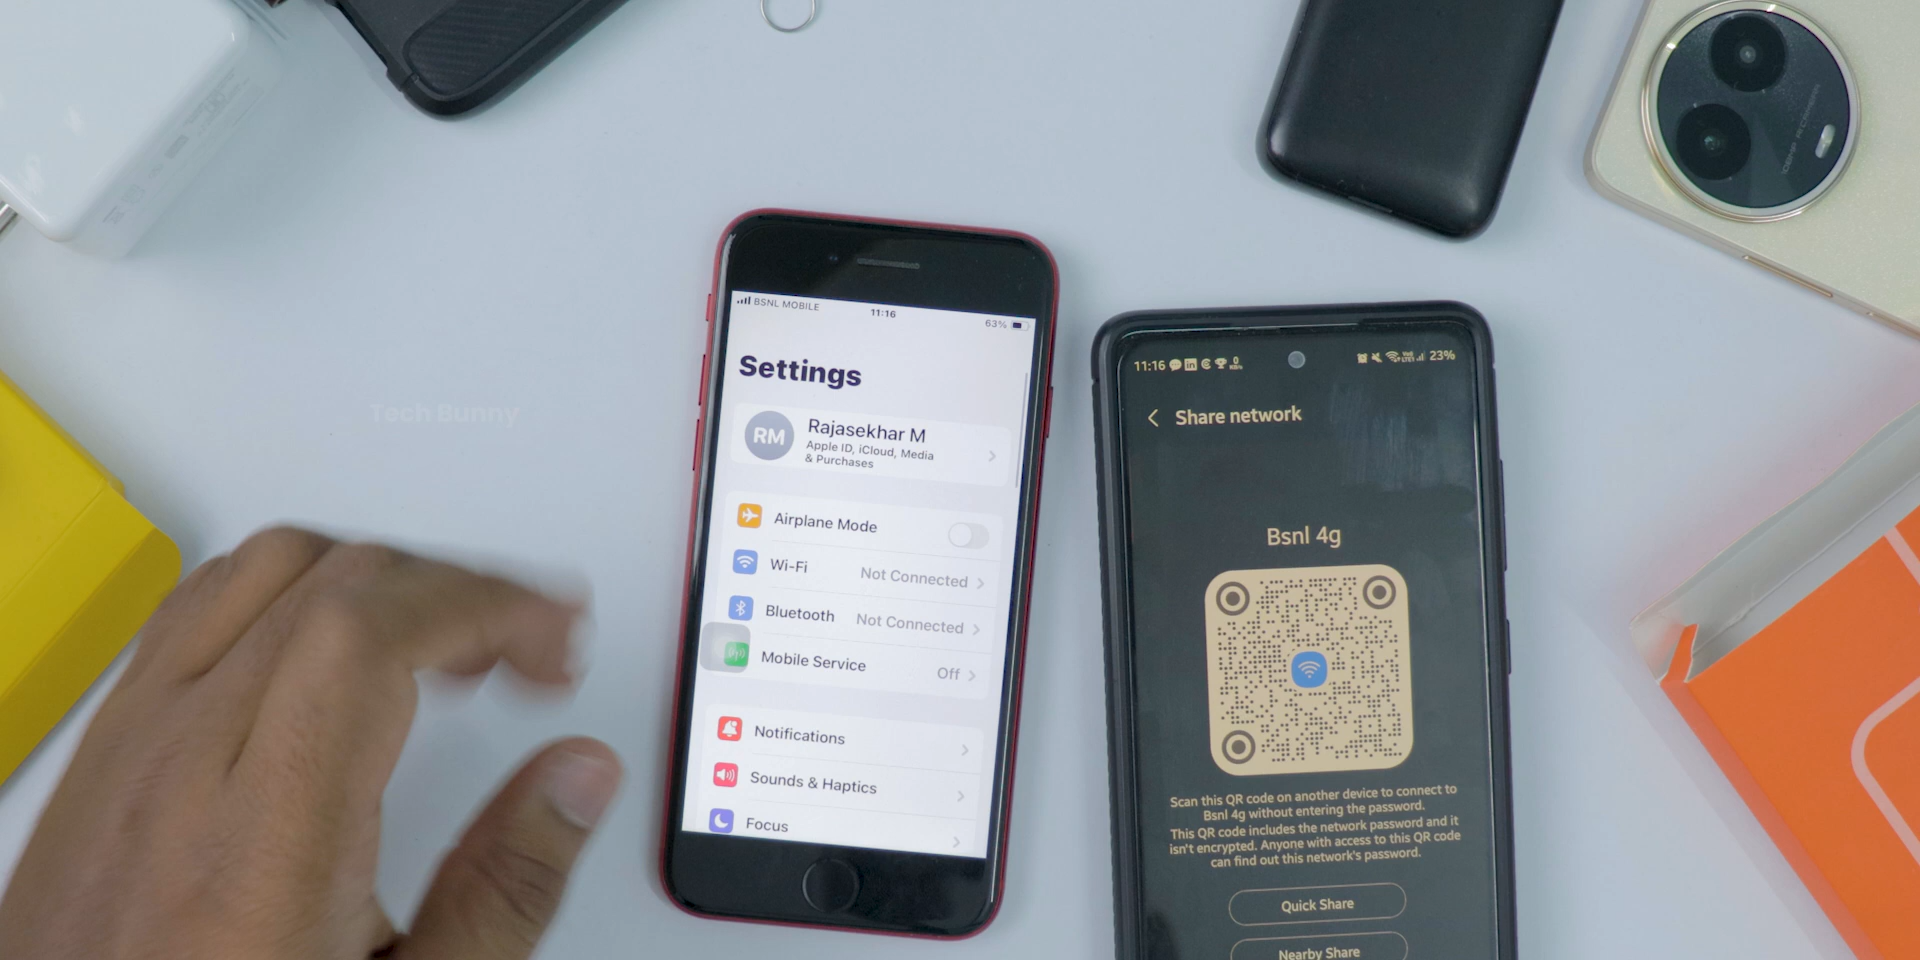 BSNL MOBILE
11:16
63%
Settings
RM
Rajasekhar M
Apple ID, iCloud, Media
& Purchases
Airplane Mode
Wi-Fi
Not Connected
Bluetooth
Not Connected
Mobile Service
Off
Notifications
Sounds & Haptics
Focus
Tech Bunny
11:16
23%
Share network
Bsnl 4g
Scan this QR code on another device to connect to
Bsnl 4g without entering the password.
This QR code includes the network password and it
isn't encrypted. Anyone with access to this QR code
can find out this network's password.
Quick Share
Nearby Share